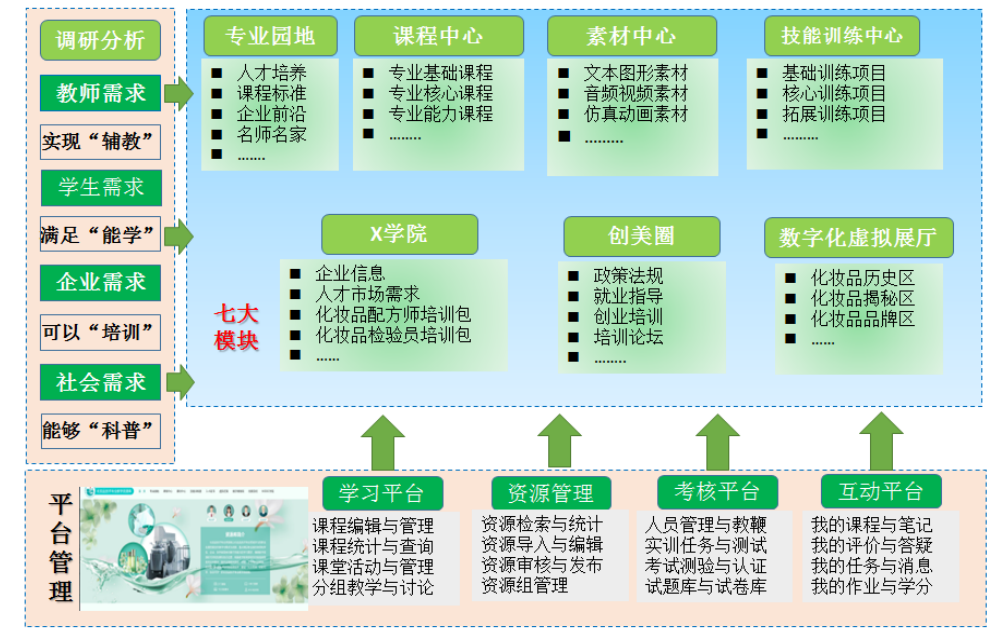 调研分析
教师需求
实现“辅教”
学生需求
满足“能学”
企业需求
可以“培训”
社会需求
能够“科普”
专业园地
■ 人才培养
■ 课程标准
■ 企业前沿
■ 名师名家
■ .......
课程中心
■ 专业基础课程
■ 专业核心课程
■ 专业能力课程
■ ........
素材中心
■ 文本图形素材
■ 音频视频素材
■ 仿真动画素材
■ .........
技能训练中心
■ 基础训练项目
■ 核心训练项目
■ 拓展训练项目
■ .........
七大
模块
X学院
■ 企业信息
■ 人才市场需求
■ 化妆品配方师培训包
■ 化妆品检验员培训包
■ ......
创美圈
■ 政策法规
■ 就业指导
■ 创业培训
■ 培训论坛
■ ........
数字化虚拟展厅
■ 化妆品历史区
■ 化妆品揭秘区
■ 化妆品品牌区
■ ......
平
台
管
理
学习平台
课程编辑与管理
课程统计与查询
课堂活动与管理
分组教学与讨论
资源管理
资源检索与统计
资源导入与编辑
资源审核与发布
资源组管理
考核平台
人员管理与教鞭
实训任务与测试
考试测验与认证
试题库与试卷库
互动平台
我的课程与笔记
我的评价与答疑
我的任务与消息
我的作业与学分